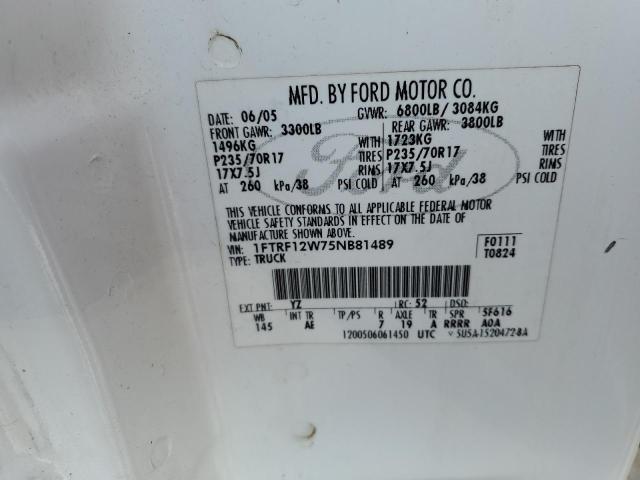 MFD. BY FORD MOTOR CO.
DATE: 06/05 GVWR: 6800LB/ 3084KG
FRONT GAWR: 3300LB REAR GAWR: 3800LB
1496KG WITH 1723KG WITH
P235/70R17 TIRES P235/70R17 TIRES
17X7.5J RIMS 17X7.5J RIMS
AT 260 kPa/38 PSI COLD AT 260 kPa/38 PSI COLD
THIS VEHICLE CONFORMS TO ALL APPLICABLE FEDERAL MOTOR
VEHICLE SAFETY STANDARDS IN EFFECT ON THE DATE OF
MANUFACTURE SHOWN ABOVE.
VIN: 1FTRF12W75NB81489 F0111
TYPE: TRUCK T0824
Ford
EXT PNT: YZ RC: 52 DSO:
WB INT TR TP/PS R AXLE TR SPR 5F616
145 AE 7 19 A RRRR A0A
1200506061450 UTC